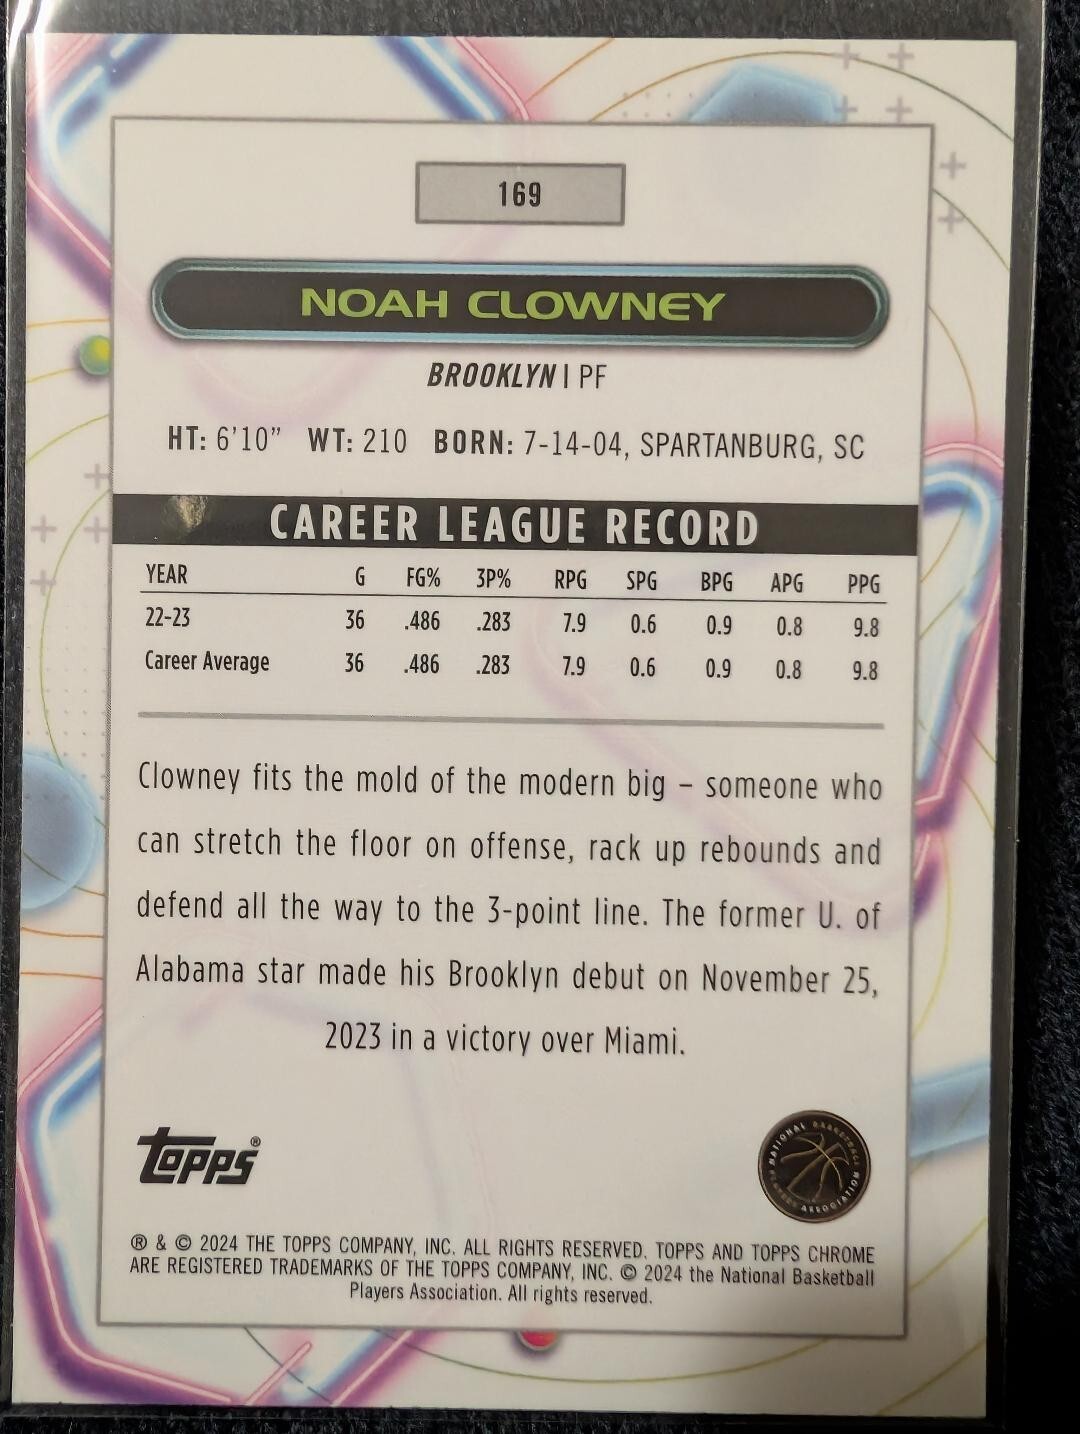 169
NOAH CLOWNEY
BROOKLYN | PF
HT: 6'10" WT: 210 BORN: 7-14-04, SPARTANBURG, SC
CAREER LEAGUE RECORD
YEAR G FG% 3P% RPG SPG BPG APG PPG
22-23 36 .486 .283 7.9 0.6 0.9 0.8 9.8
Career Average 36 .486 .283 7.9 0.6 0.9 0.8 9.8
Clowney fits the mold of the modern big – someone who
can stretch the floor on offense, rack up rebounds and
defend all the way to the 3-point line. The former U. of
Alabama star made his Brooklyn debut on November 25,
2023 in a victory over Miami.
Topps®
NATIONAL BASKETBALL PLAYERS ASSOCIATION
® & © 2024 THE TOPPS COMPANY, INC. ALL RIGHTS RESERVED. TOPPS AND TOPPS CHROME
ARE REGISTERED TRADEMARKS OF THE TOPPS COMPANY, INC. © 2024 the National Basketball
Players Association. All rights reserved.